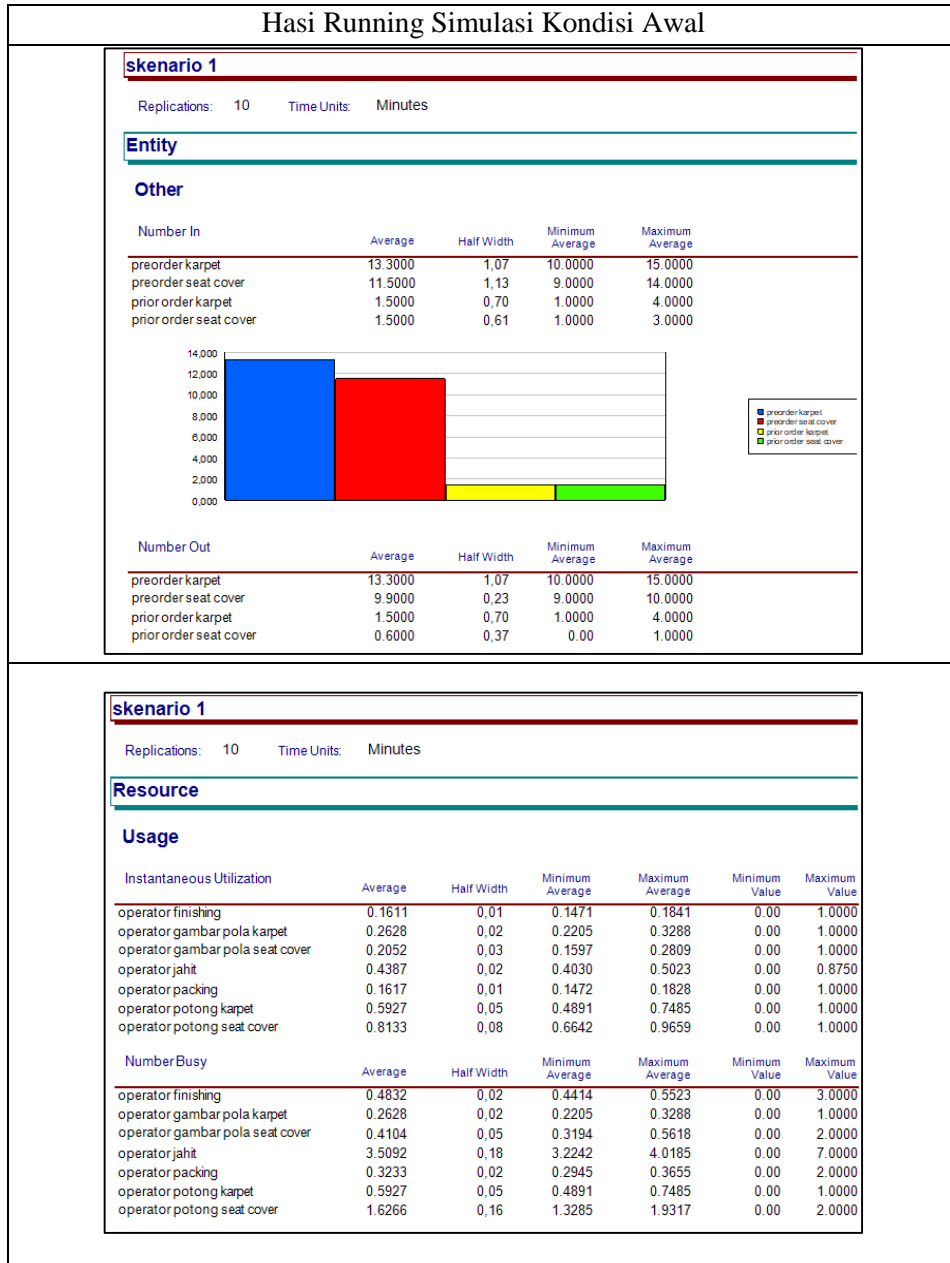 Hasi Running Simulasi Kondisi Awal
skenario 1
Replications: 10 Time Units: Minutes
Entity
Other
Number In Average Half Width Minimum Average Maximum Average
preorder karpet 13.3000 1,07 10.0000 15.0000
preorder seat cover 11.5000 1,13 9.0000 14.0000
prior order karpet 1.5000 0,70 1.0000 4.0000
prior order seat cover 1.5000 0,61 1.0000 3.0000
14,000
12,000
10,000
8,000
6,000
4,000
2,000
0,000
preorder karpet
preorder seat cover
prior order karpet
prior order seat cover
Number Out Average Half Width Minimum Average Maximum Average
preorder karpet 13.3000 1,07 10.0000 15.0000
preorder seat cover 9.9000 0,23 9.0000 10.0000
prior order karpet 1.5000 0,70 1.0000 4.0000
prior order seat cover 0.6000 0,37 0.00 1.0000
skenario 1
Replications: 10 Time Units: Minutes
Resource
Usage
Instantaneous Utilization Average Half Width Minimum Average Maximum Average Minimum Value Maximum Value
operator finishing 0.1611 0,01 0.1471 0.1841 0.00 1.0000
operator gambar pola karpet 0.2628 0,02 0.2205 0.3288 0.00 1.0000
operator gambar pola seat cover 0.2052 0,03 0.1597 0.2809 0.00 1.0000
operator jahit 0.4387 0,02 0.4030 0.5023 0.00 0.8750
operator packing 0.1617 0,01 0.1472 0.1828 0.00 1.0000
operator potong karpet 0.5927 0,05 0.4891 0.7485 0.00 1.0000
operator potong seat cover 0.8133 0,08 0.6642 0.9659 0.00 1.0000
Number Busy Average Half Width Minimum Average Maximum Average Minimum Value Maximum Value
operator finishing 0.4832 0,02 0.4414 0.5523 0.00 3.0000
operator gambar pola karpet 0.2628 0,02 0.2205 0.3288 0.00 1.0000
operator gambar pola seat cover 0.4104 0,05 0.3194 0.5618 0.00 2.0000
operator jahit 3.5092 0,18 3.2242 4.0185 0.00 7.0000
operator packing 0.3233 0,02 0.2945 0.3655 0.00 2.0000
operator potong karpet 0.5927 0,05 0.4891 0.7485 0.00 1.0000
operator potong seat cover 1.6266 0,16 1.3285 1.9317 0.00 2.0000